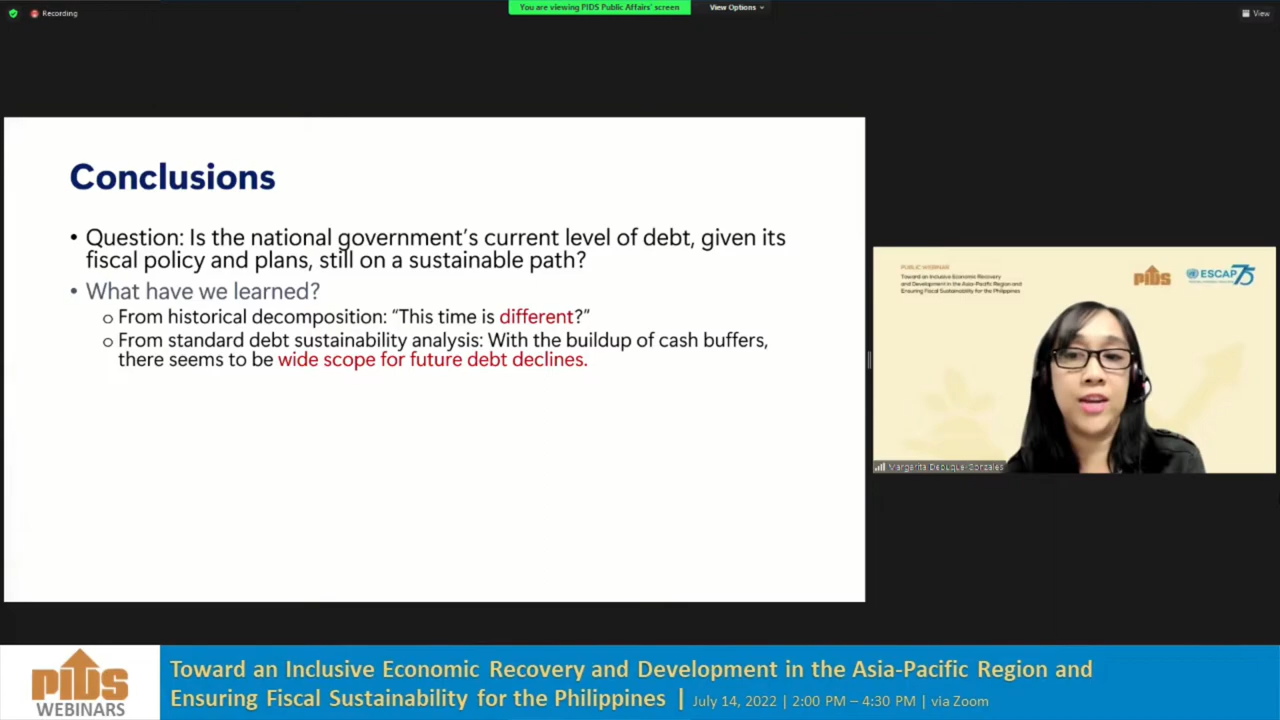 Recording
You are viewing PIDS Public Affairs' screen
View Options
View
Conclusions
• Question: Is the national government's current level of debt, given its
fiscal policy and plans, still on a sustainable path?
• What have we learned?
o From historical decomposition: "This time is different?"
o From standard debt sustainability analysis: With the buildup of cash buffers,
there seems to be wide scope for future debt declines.
PUBLIC WEBINAR
Toward an Inclusive Economic Recovery
and Development in the Asia-Pacific Region and
Ensuring Fiscal Sustainability for the Philippines
PIDS
ESCAP 75
Margarita Debuque-Gonzales
PIDS
WEBINARS
Toward an Inclusive Economic Recovery and Development in the Asia-Pacific Region and
Ensuring Fiscal Sustainability for the Philippines | July 14, 2022 | 2:00 PM – 4:30 PM | via Zoom